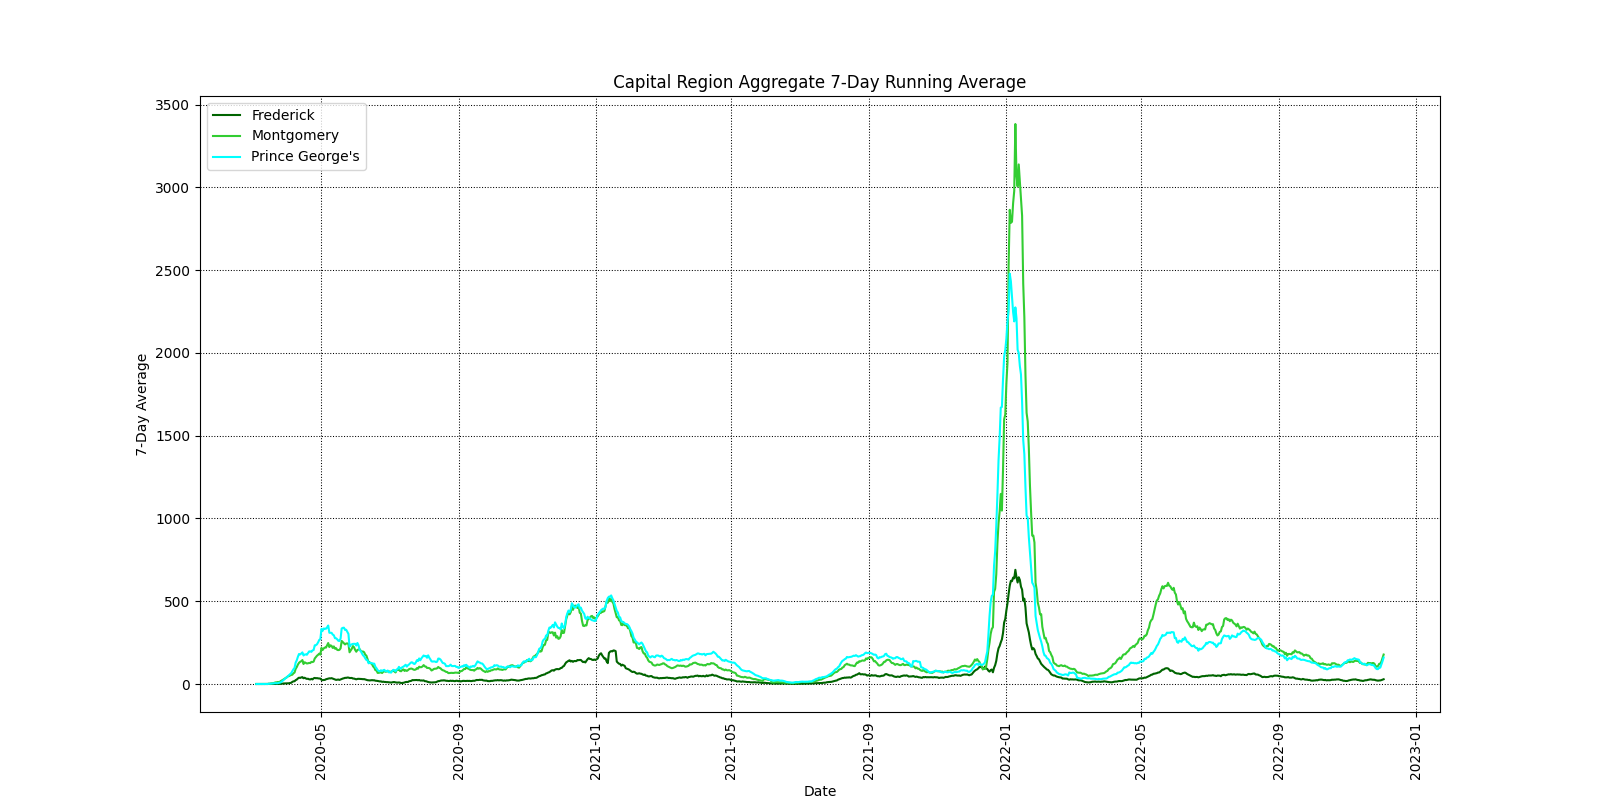 Capital Region Aggregate 7-Day Running Average
Frederick
Montgomery
Prince George's
3500
3000
2500
2000
1500
1000
500
0
7-Day Average
2020-05
2020-09
2021-01
2021-05
2021-09
2022-01
2022-05
2022-09
2023-01
Date